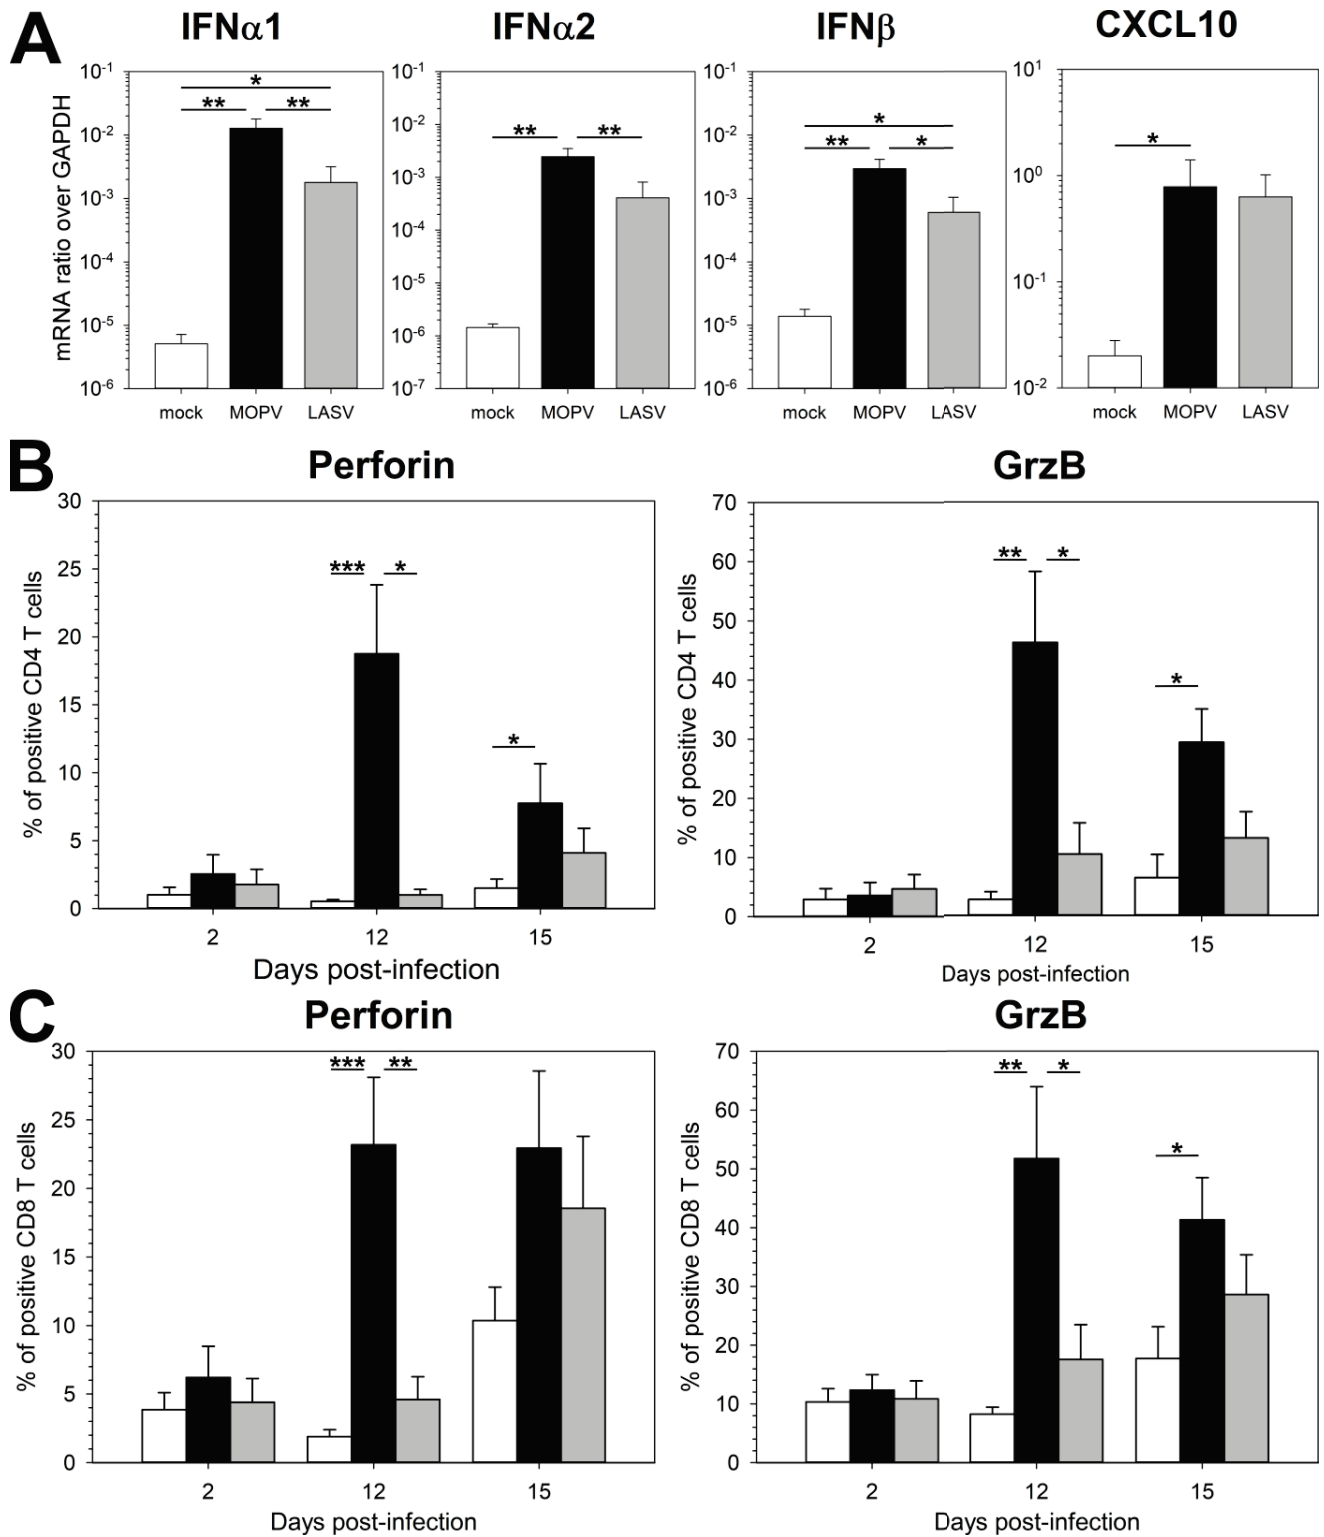 A
IFNα1 IFNα2 IFNβ CXCL10
mRNA ratio over GAPDH
10-1
10-2
10-3
10-4
10-5
10-6
*
** **
mock MOPV LASV
10-1
10-2
10-3
10-4
10-5
10-6
10-7
** **
mock MOPV LASV
10-1
10-2
10-3
10-4
10-5
10-6
*
** *
mock MOPV LASV
101
100
10-1
10-2
*
mock MOPV LASV
B
Perforin
% of positive CD4 T cells
30
25
20
15
10
5
0
*** *
*
2 12 15
Days post-infection
GrzB
% of positive CD4 T cells
70
60
50
40
30
20
10
0
** *
*
2 12 15
Days post-infection
C
Perforin
% of positive CD8 T cells
30
25
20
15
10
5
0
*** **
2 12 15
Days post-infection
GrzB
% of positive CD8 T cells
70
60
50
40
30
20
10
0
** *
*
2 12 15
Days post-infection